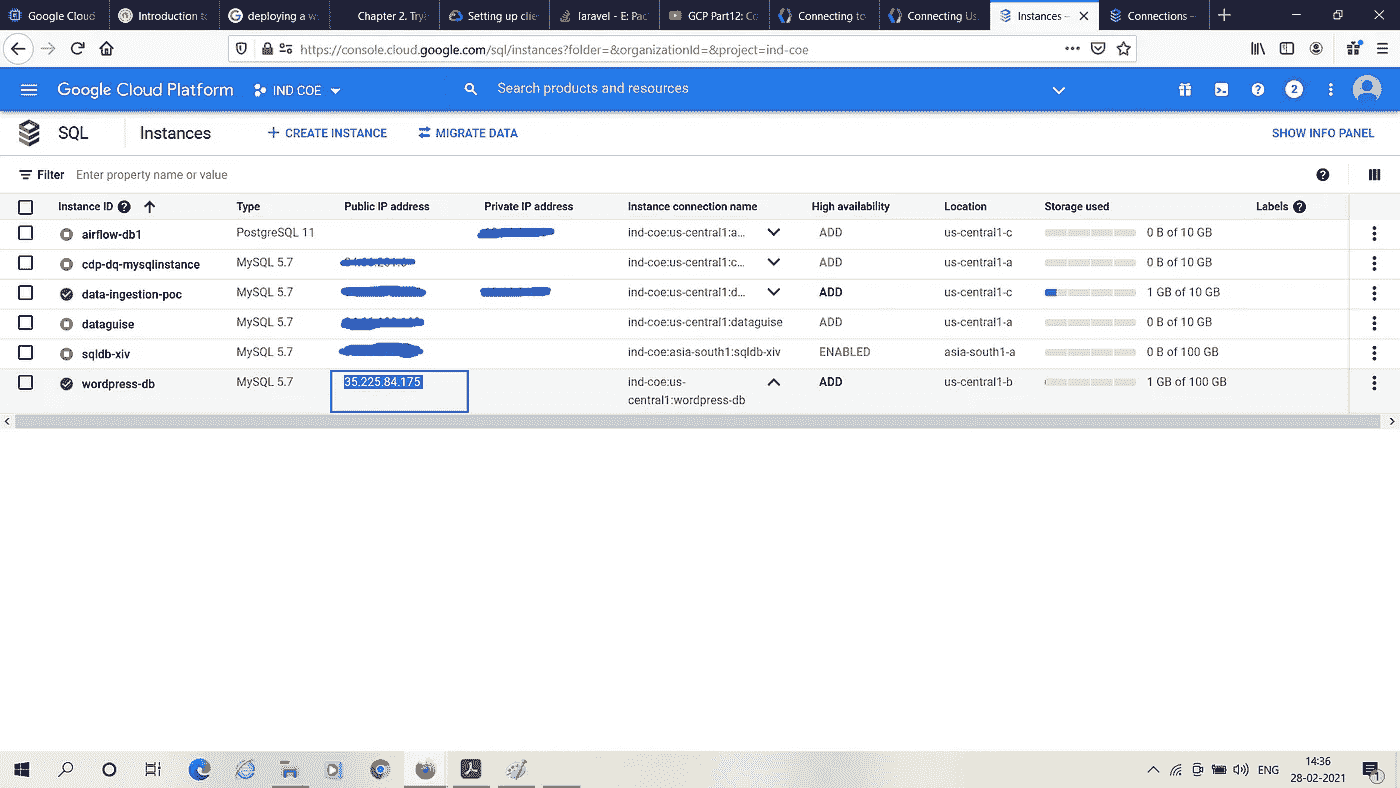 Google Cloud Introduction to deploying a w Chapter 2. Try Setting up clie laravel - E: Pac GCP Part12: Co Connecting to Connecting Us Instances – Connections –
https://console.cloud.google.com/sql/instances?folder=&organizationId=&project=ind-coe
Google Cloud Platform IND COE Search products and resources 2
SQL Instances CREATE INSTANCE MIGRATE DATA SHOW INFO PANEL
Filter Enter property name or value
Instance ID Type Public IP address Private IP address Instance connection name High availability Location Storage used Labels
airflow-db1 PostgreSQL 11 ind-coe:us-central1:a... ADD us-central1-c 0 B of 10 GB
cdp-dq-mysqlinstance MySQL 5.7 ind-coe:us-central1:c... ADD us-central1-a 0 B of 10 GB
data-ingestion-poc MySQL 5.7 ind-coe:us-central1:d... ADD us-central1-c 1 GB of 10 GB
dataguise MySQL 5.7 ind-coe:us-central1:dataguise ADD us-central1-a 0 B of 10 GB
sqldb-xiv MySQL 5.7 ind-coe:asia-south1:sqldb-xiv ENABLED asia-south1-a 0 B of 100 GB
wordpress-db MySQL 5.7 35.225.84.175 ind-coe:us- ADD us-central1-b 1 GB of 100 GB
central1:wordpress-db
ENG 14:36
28-02-2021 1